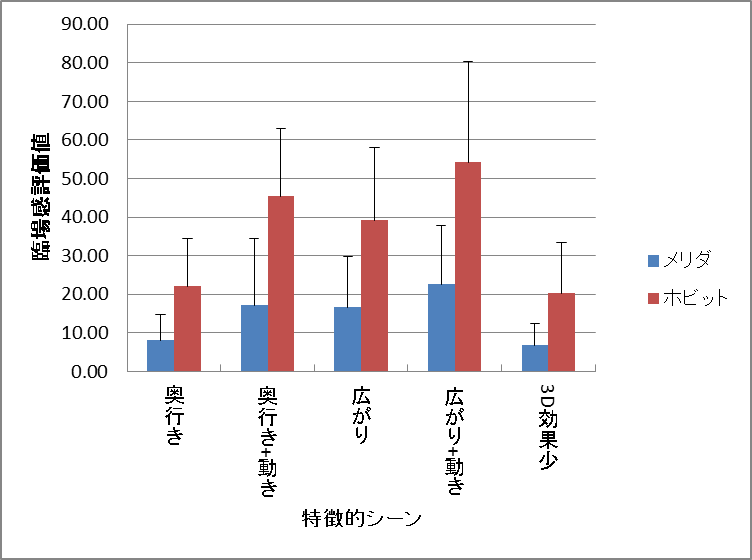 90.00
80.00
70.00
60.00
50.00
40.00
30.00
20.00
10.00
0.00
臨場感評価値
奥行き
奥行き+動き
広がり
広がり+動き
3D効果少
特徴的シーン
メリダ
ホビット